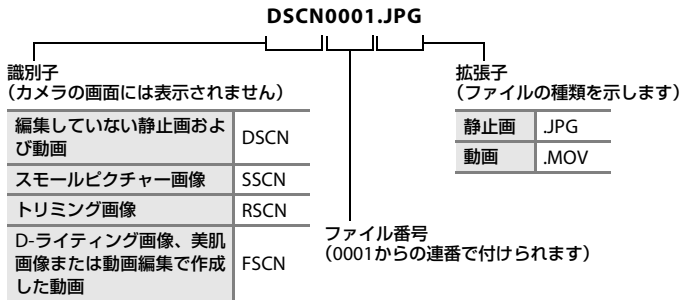 DSCN0001.JPG
識別子
(カメラの画面には表示されません)
編集していない静止画およ
び動画
DSCN
スモールピクチャー画像
SSCN
トリミング画像
RSCN
D-ライティング画像、美肌
画像または動画編集で作成
した動画
FSCN
ファイル番号
(0001からの連番で付けられます)
拡張子
(ファイルの種類を示します)
静止画
.JPG
動画
.MOV